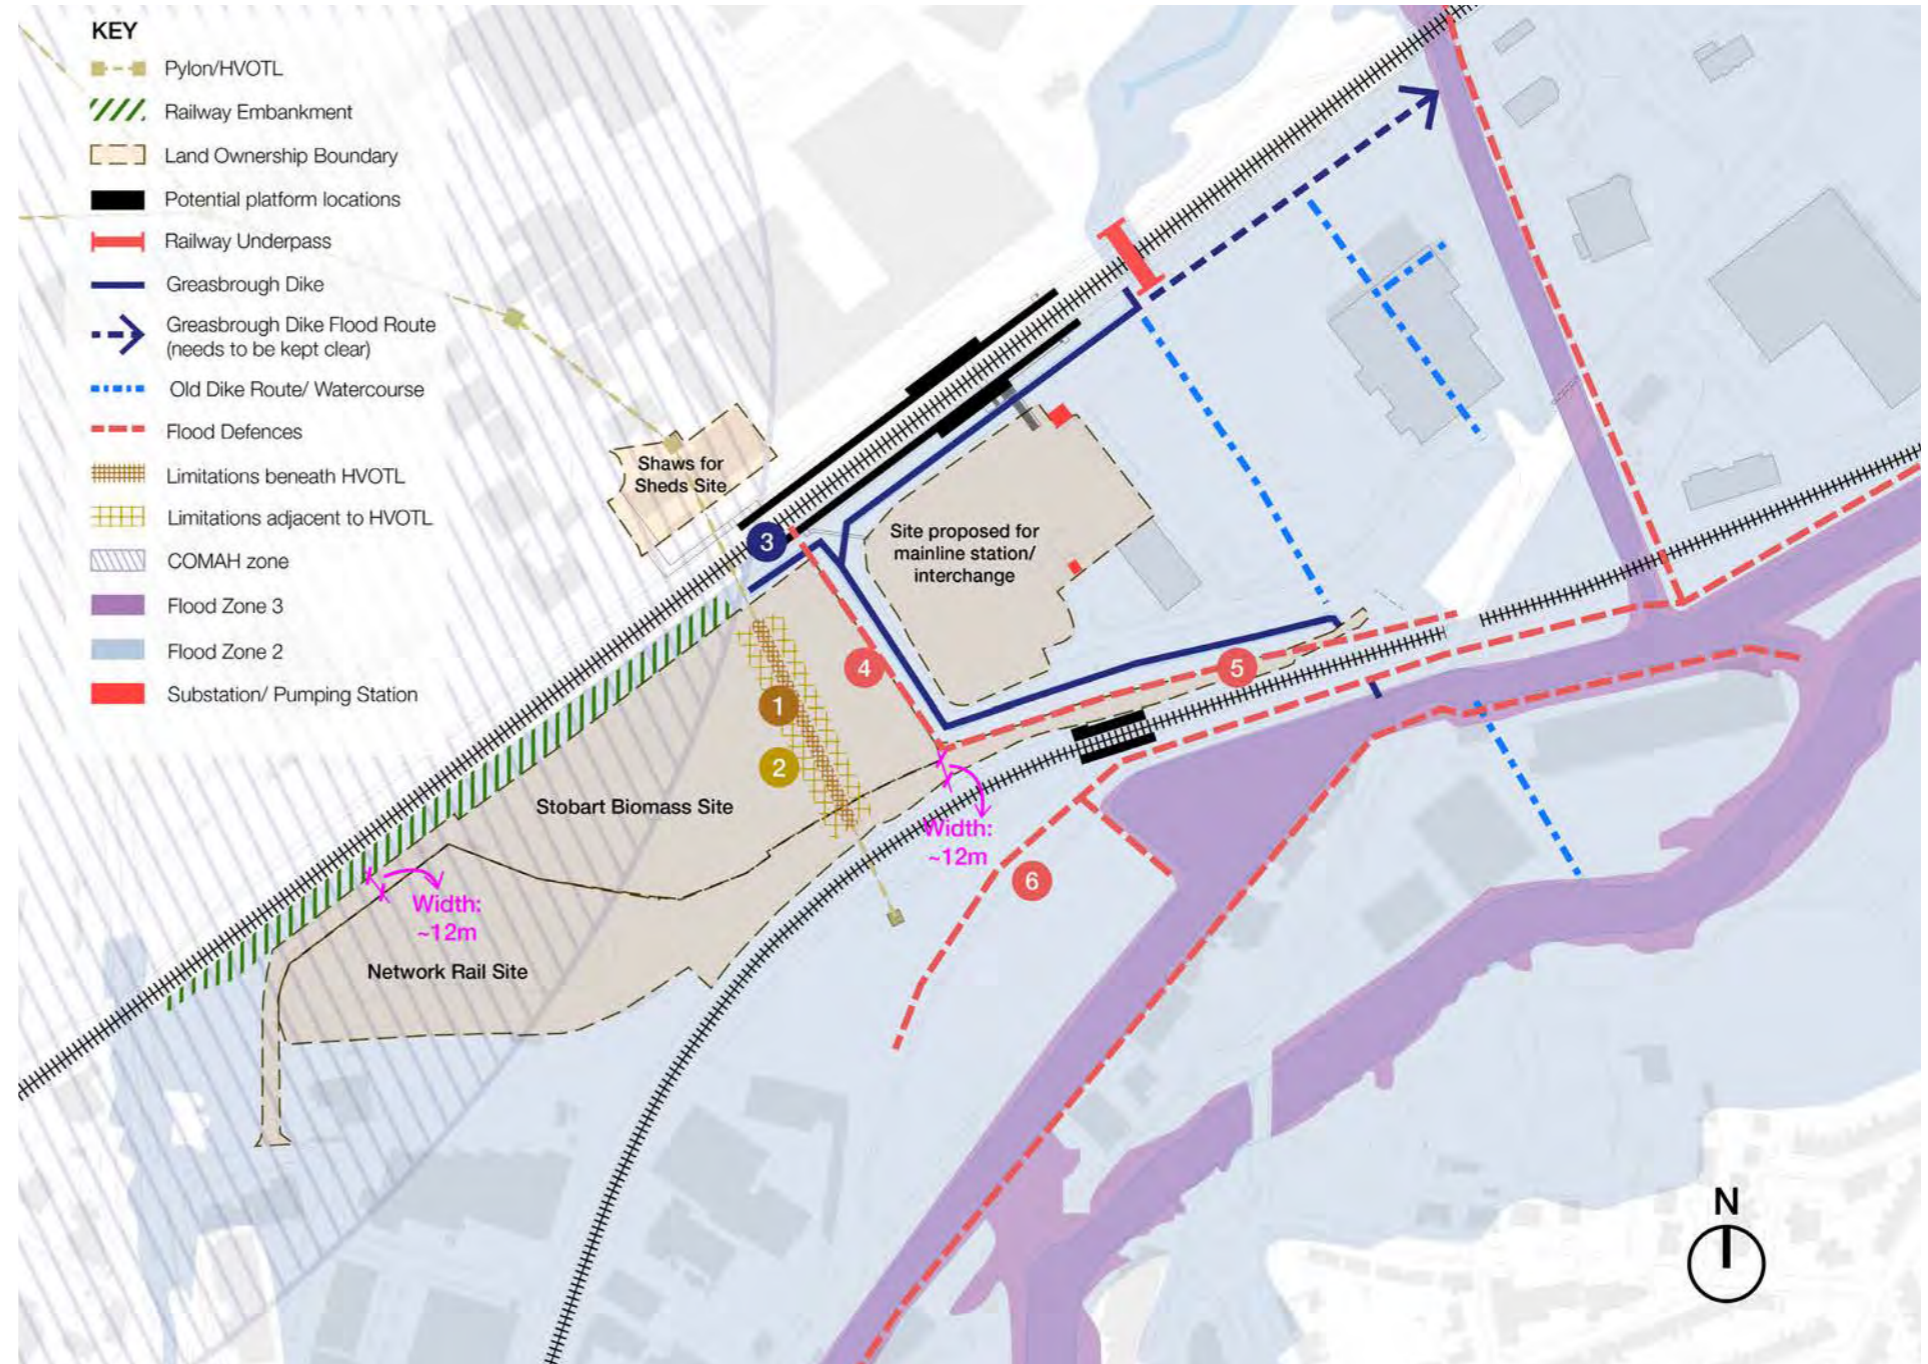 KEY
Pylon/HVOTL
Railway Embankment
Land Ownership Boundary
Potential platform locations
Railway Underpass
Greasbrough Dike
Greasbrough Dike Flood Route
(needs to be kept clear)
Old Dike Route/ Watercourse
Flood Defences
Limitations beneath HVOTL
Limitations adjacent to HVOTL
COMAH zone
Flood Zone 3
Flood Zone 2
Substation/ Pumping Station
Shaws for
Sheds Site
3
Site proposed for
mainline station/
interchange
4
5
1
2
Stobart Biomass Site
Width:
~12m
6
Width:
~12m
Network Rail Site
N